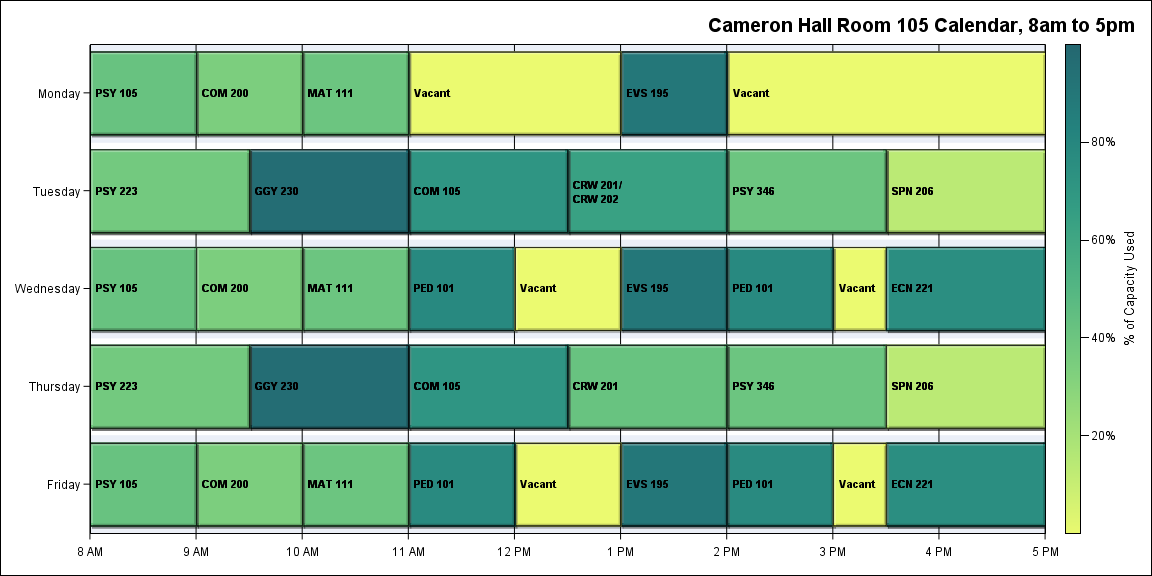 Cameron Hall Room 105 Calendar, 8am to 5pm
Monday
PSY 105
COM 200
MAT 111
Vacant
EVS 195
Vacant
Tuesday
PSY 223
GGY 230
COM 105
CRW 201/
CRW 202
PSY 346
SPN 206
Wednesday
PSY 105
COM 200
MAT 111
PED 101
Vacant
EVS 195
PED 101
Vacant
ECN 221
Thursday
PSY 223
GGY 230
COM 105
CRW 201
PSY 346
SPN 206
Friday
PSY 105
COM 200
MAT 111
PED 101
Vacant
EVS 195
PED 101
Vacant
ECN 221
8 AM
9 AM
10 AM
11 AM
12 PM
1 PM
2 PM
3 PM
4 PM
5 PM
80%
60%
40%
20%
% of Capacity Used